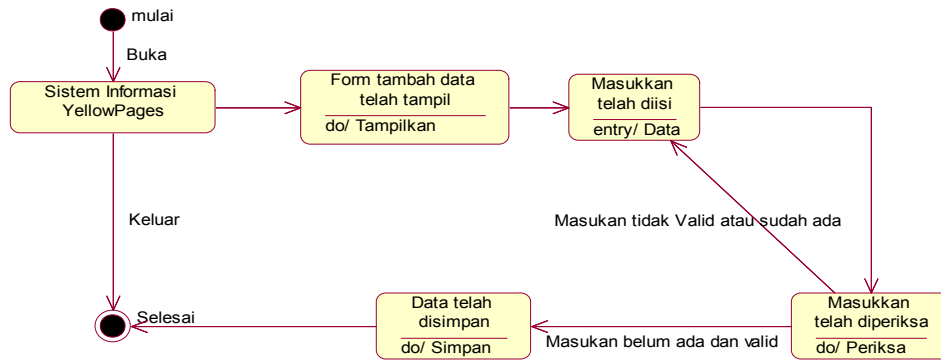 mulai
Buka
Sistem Informasi
YellowPages
Form tambah data
telah tampil
do/ Tampilkan
Masukkan
telah diisi
entry/ Data
Keluar
Masukan tidak Valid atau sudah ada
Selesai
Data telah
disimpan
do/ Simpan
Masukan belum ada dan valid
Masukkan
telah diperiksa
do/ Periksa